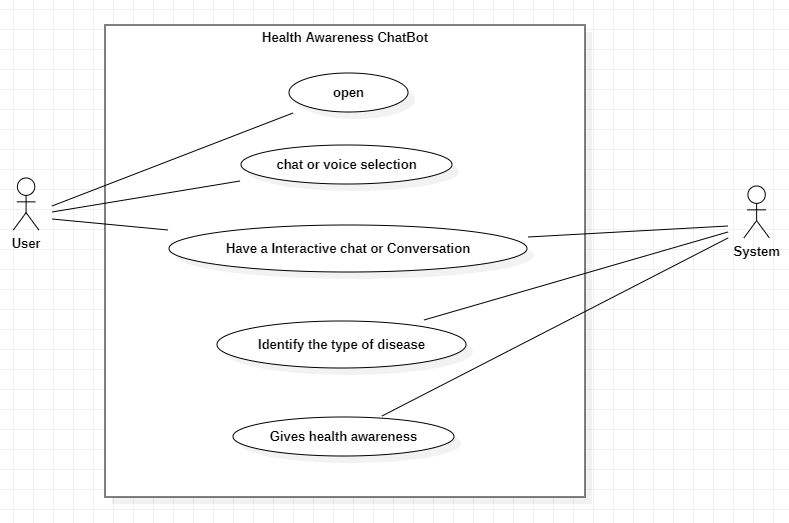 Health Awareness ChatBot
open
chat or voice selection
User
Have a Interactive chat or Conversation
System
Identify the type of disease
Gives health awareness